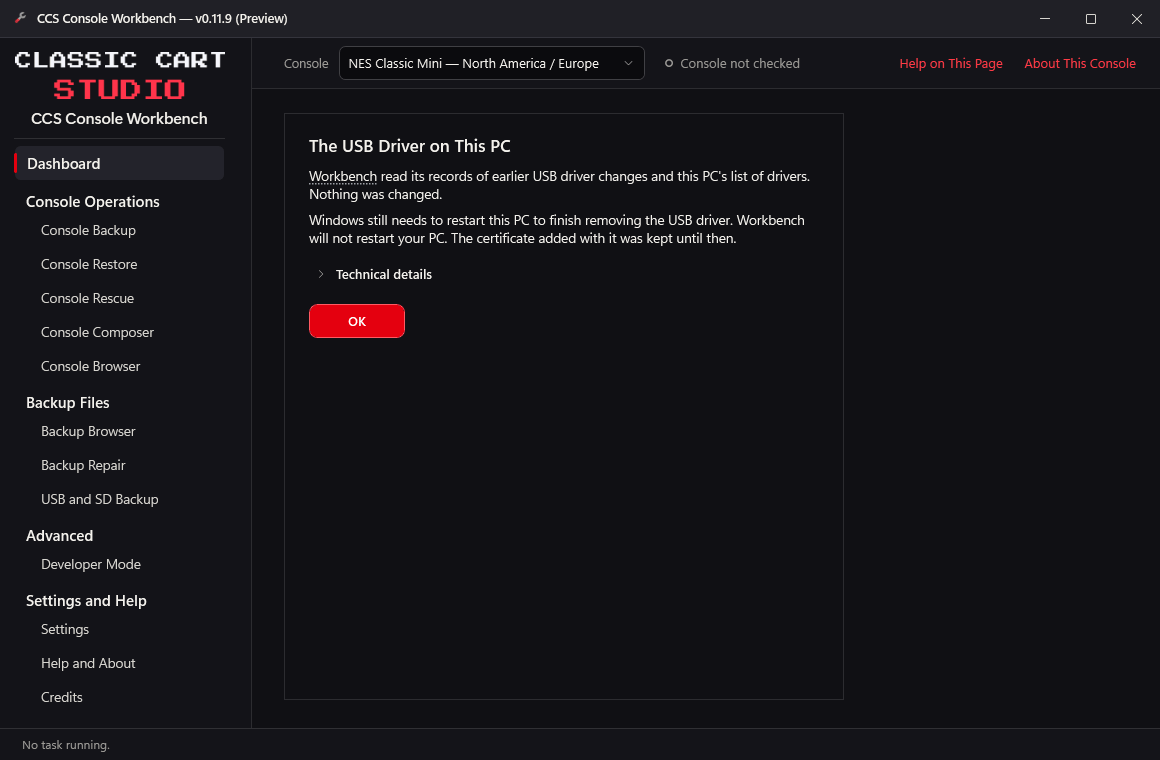 CCS Console Workbench — v0.11.9 (Preview)
CLASSIC CART
STUDIO
CCS Console Workbench
Dashboard
Console Operations
Console Backup
Console Restore
Console Rescue
Console Composer
Console Browser
Backup Files
Backup Browser
Backup Repair
USB and SD Backup
Advanced
Developer Mode
Settings and Help
Settings
Help and About
Credits
Console
NES Classic Mini — North America / Europe
Console not checked
Help on This Page
About This Console
The USB Driver on This PC
Workbench read its records of earlier USB driver changes and this PC's list of drivers.
Nothing was changed.
Windows still needs to restart this PC to finish removing the USB driver. Workbench
will not restart your PC. The certificate added with it was kept until then.
Technical details
OK
No task running.